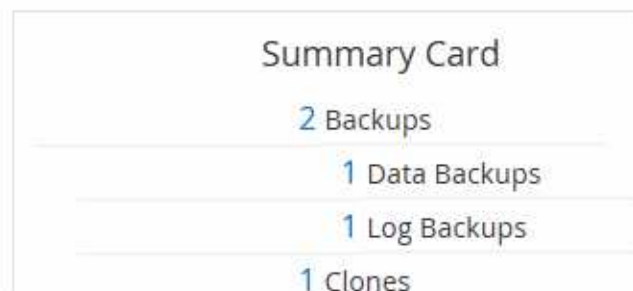 Summary Card
2 Backups
1 Data Backups
1 Log Backups
1 Clones